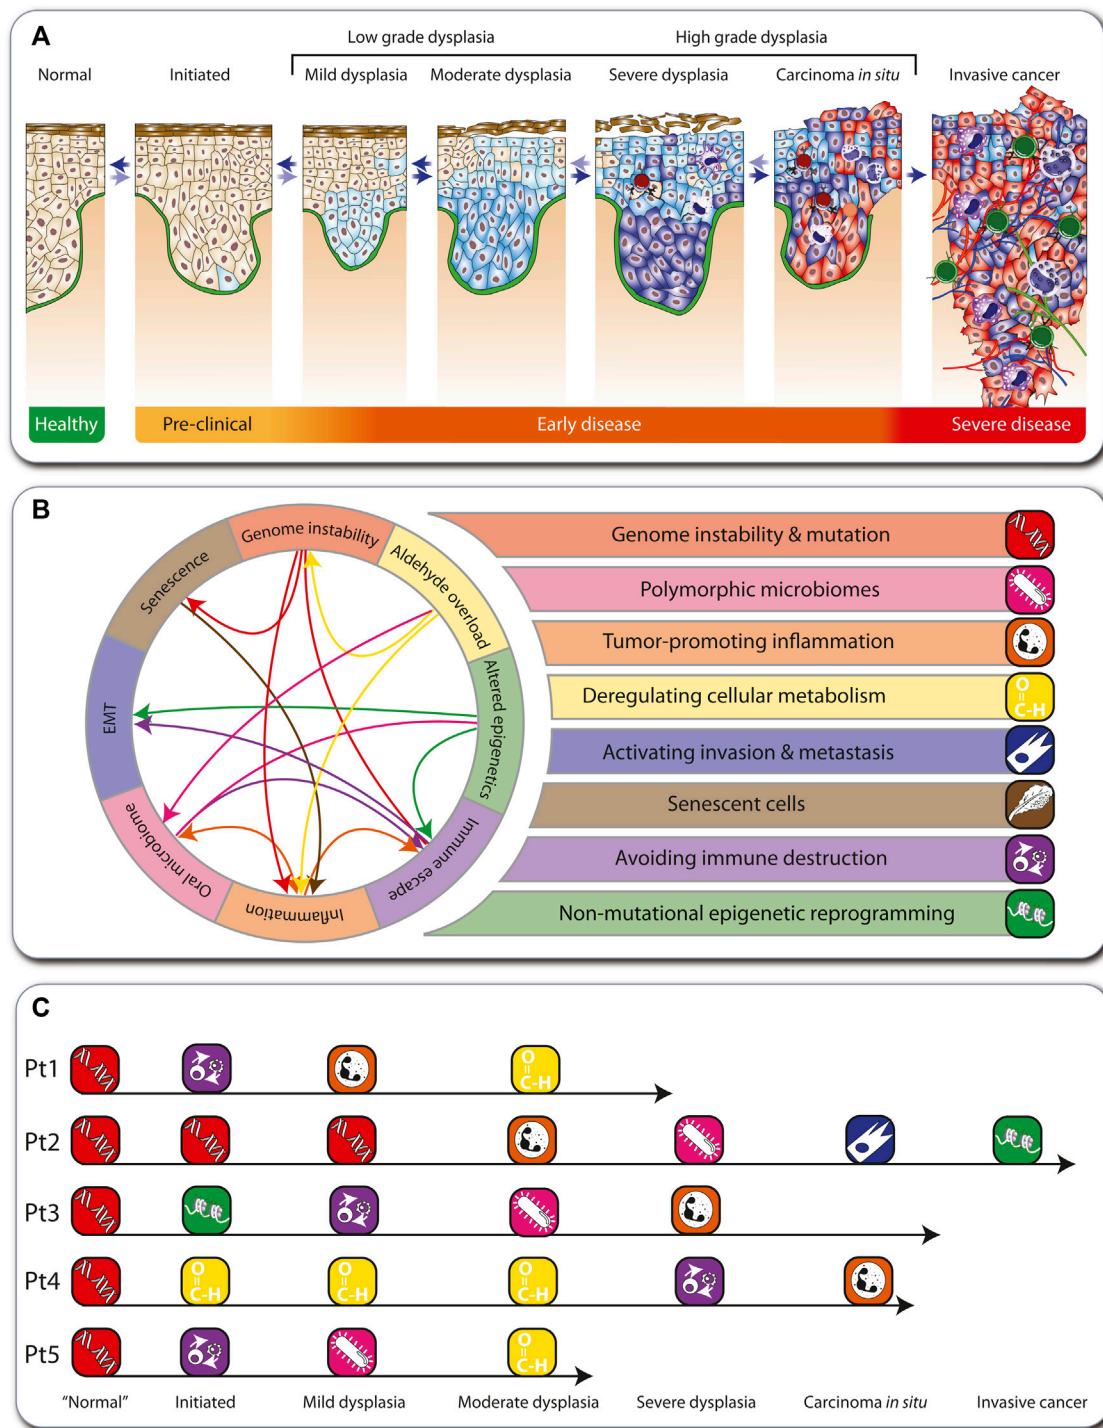 A
Low grade dysplasia
High grade dysplasia
Normal
Initiated
Mild dysplasia
Moderate dysplasia
Severe dysplasia
Carcinoma in situ
Invasive cancer
Healthy
Pre-clinical
Early disease
Severe disease
B
Genome instability
Aldehyde overload
Altered epigenetics
Immune escape
Inflammation
Oral microbiome
EMT
Senescence
Genome instability & mutation
Polymorphic microbiomes
Tumor-promoting inflammation
Deregulating cellular metabolism
O
C-H
Activating invasion & metastasis
Senescent cells
Avoiding immune destruction
Non-mutational epigenetic reprogramming
C
Pt1
O
C-H
Pt2
Pt3
Pt4
O
C-H
O
C-H
O
C-H
Pt5
O
C-H
"Normal"
Initiated
Mild dysplasia
Moderate dysplasia
Severe dysplasia
Carcinoma in situ
Invasive cancer